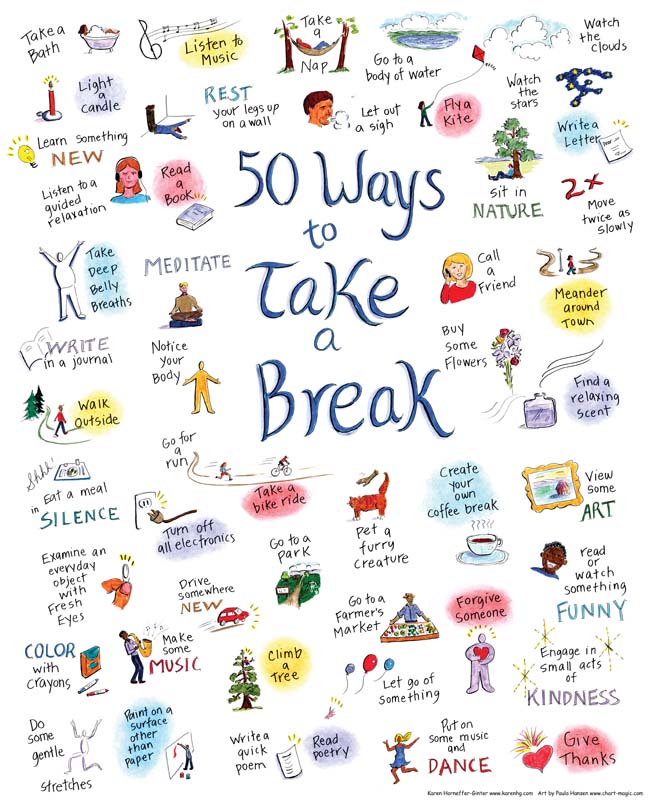 Take a
Bath
Listen to
Music
Take
a
Nap
Go to a
body of water
Watch
the
clouds
Light
a
Candle
REST
your legs up
on a wall
Let out
a sigh
Fly a
Kite
Watch
the
stars
Write a
Letter
Dear
Learn something
NEW
Listen to a
guided
relaxation
Read
a
Book
50 Ways
to
Take
a
Break
sit in
NATURE
2x
Move
twice as
slowly
Take
Deep
Belly
Breaths
MEDITATE
Call
a
Friend
Meander
around
Town
WRITE
in a journal
Notice
your
Body
Buy
some
Flowers
Find a
relaxing
scent
Walk
Outside
Go for
a
run
Take a
bike ride
Shhh!
Eat a meal
in SILENCE
Turn off
all electronics
Pet a
furry
creature
Create
your
own
coffee break
View
some
ART
Examine an
everyday
object
with
Fresh
Eyes
Drive
somewhere
NEW
Go to a
Park
Go to a
Farmer's
Market
Forgive
Someone
read
or
watch
something
FUNNY
COLOR
with
Crayons
Make
some
MUSIC
Climb
a
Tree
Let go of
something
Engage in
small acts
of
KINDNESS
Do
some
gentle
stretches
Paint on a
surface
other
than
paper
Write a
quick
poem
Read
poetry
Put on
some music
and
DANCE
Give
Thanks
Karen Horneffer-Ginter www.karenhg.com Art by Paula Hansen www.chart-magic.com